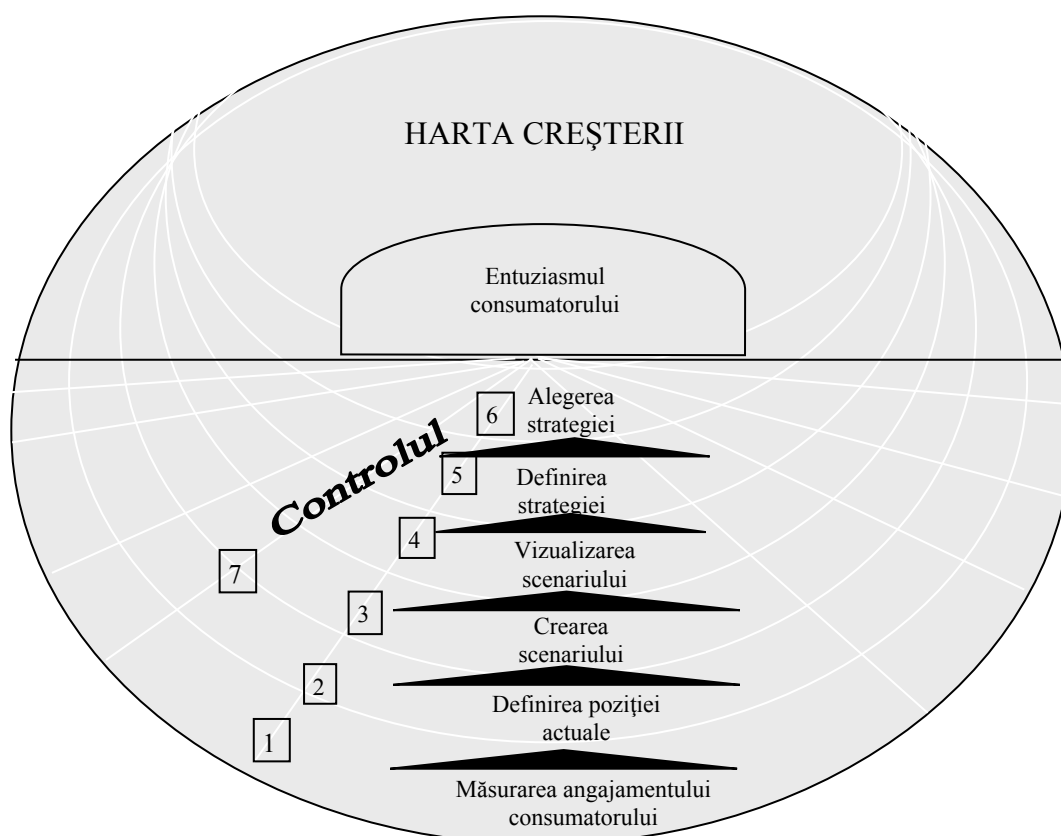 HARTA CREŞTERII
Entuziasmul
consumatorului
6
Alegerea
strategiei
Controlul
5
Definirea
strategiei
4
Vizualizarea
scenariului
7
3
Crearea
scenariului
2
Definirea poziţiei
actuale
1
Măsurarea angajamentului
consumatorului